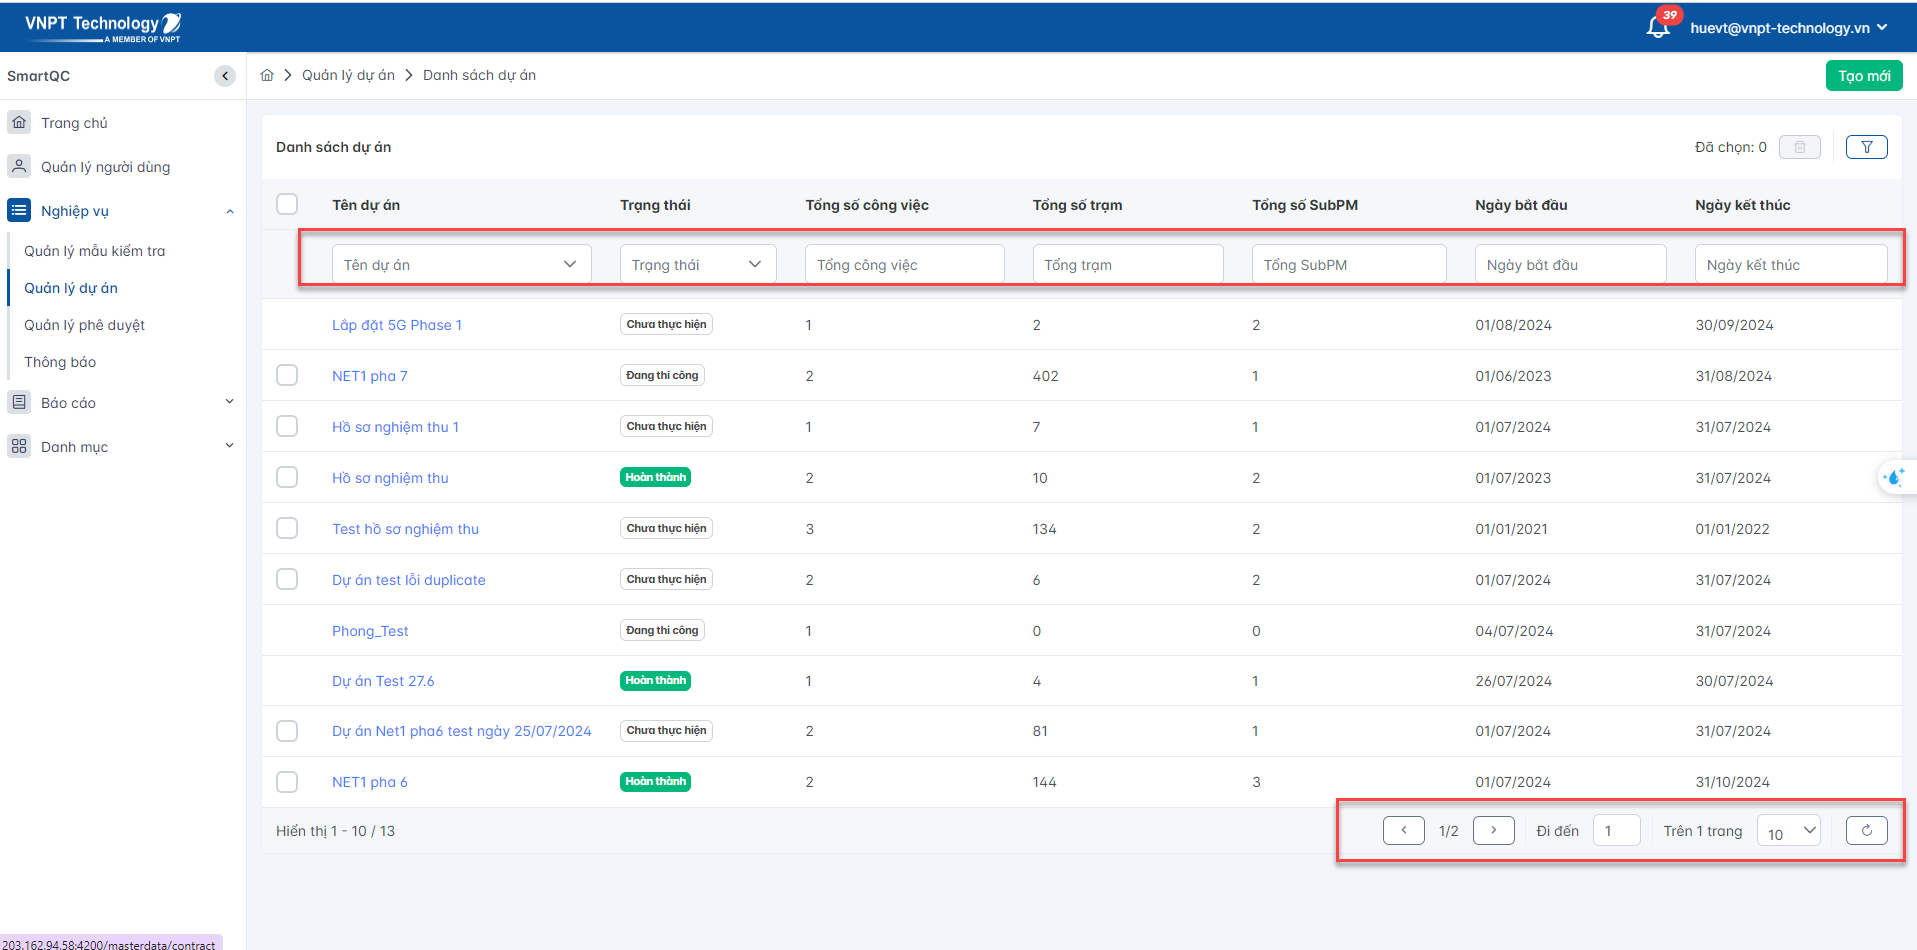 VNPT Technology
A MEMBER OF VNPT
39
huevt@vnpt-technology.vn
SmartQC
Quản lý dự án
Danh sách dự án
Tạo mới
Trang chủ
Quản lý người dùng
Nghiệp vụ
Quản lý mẫu kiểm tra
Quản lý dự án
Quản lý phê duyệt
Thông báo
Báo cáo
Danh mục
Danh sách dự án
Đã chọn: 0
Tên dự án Trạng thái Tổng số công việc Tổng số trạm Tổng số SubPM Ngày bắt đầu Ngày kết thúc
Tên dự án Trạng thái Tổng công việc Tổng trạm Tổng SubPM Ngày bắt đầu Ngày kết thúc
Lắp đặt 5G Phase 1 Chưa thực hiện 1 2 2 01/08/2024 30/09/2024
NET1 pha 7 Đang thi công 2 402 1 01/06/2023 31/08/2024
Hồ sơ nghiệm thu 1 Chưa thực hiện 1 7 1 01/07/2024 31/07/2024
Hồ sơ nghiệm thu Hoàn thành 2 10 2 01/07/2023 31/07/2024
Test hồ sơ nghiệm thu Chưa thực hiện 3 134 2 01/01/2021 01/01/2022
Dự án test lỗi duplicate Chưa thực hiện 2 6 2 01/07/2024 31/07/2024
Phong_Test Đang thi công 1 0 0 04/07/2024 31/07/2024
Dự án Test 27.6 Hoàn thành 1 4 1 26/07/2024 30/07/2024
Dự án Net1 pha6 test ngày 25/07/2024 Chưa thực hiện 2 81 1 01/07/2024 31/07/2024
NET1 pha 6 Hoàn thành 2 144 3 01/07/2024 31/10/2024
Hiển thị 1 - 10 / 13
1/2 Đi đến 1 Trên 1 trang 10
203.162.94.58:4200/masterdata/contract